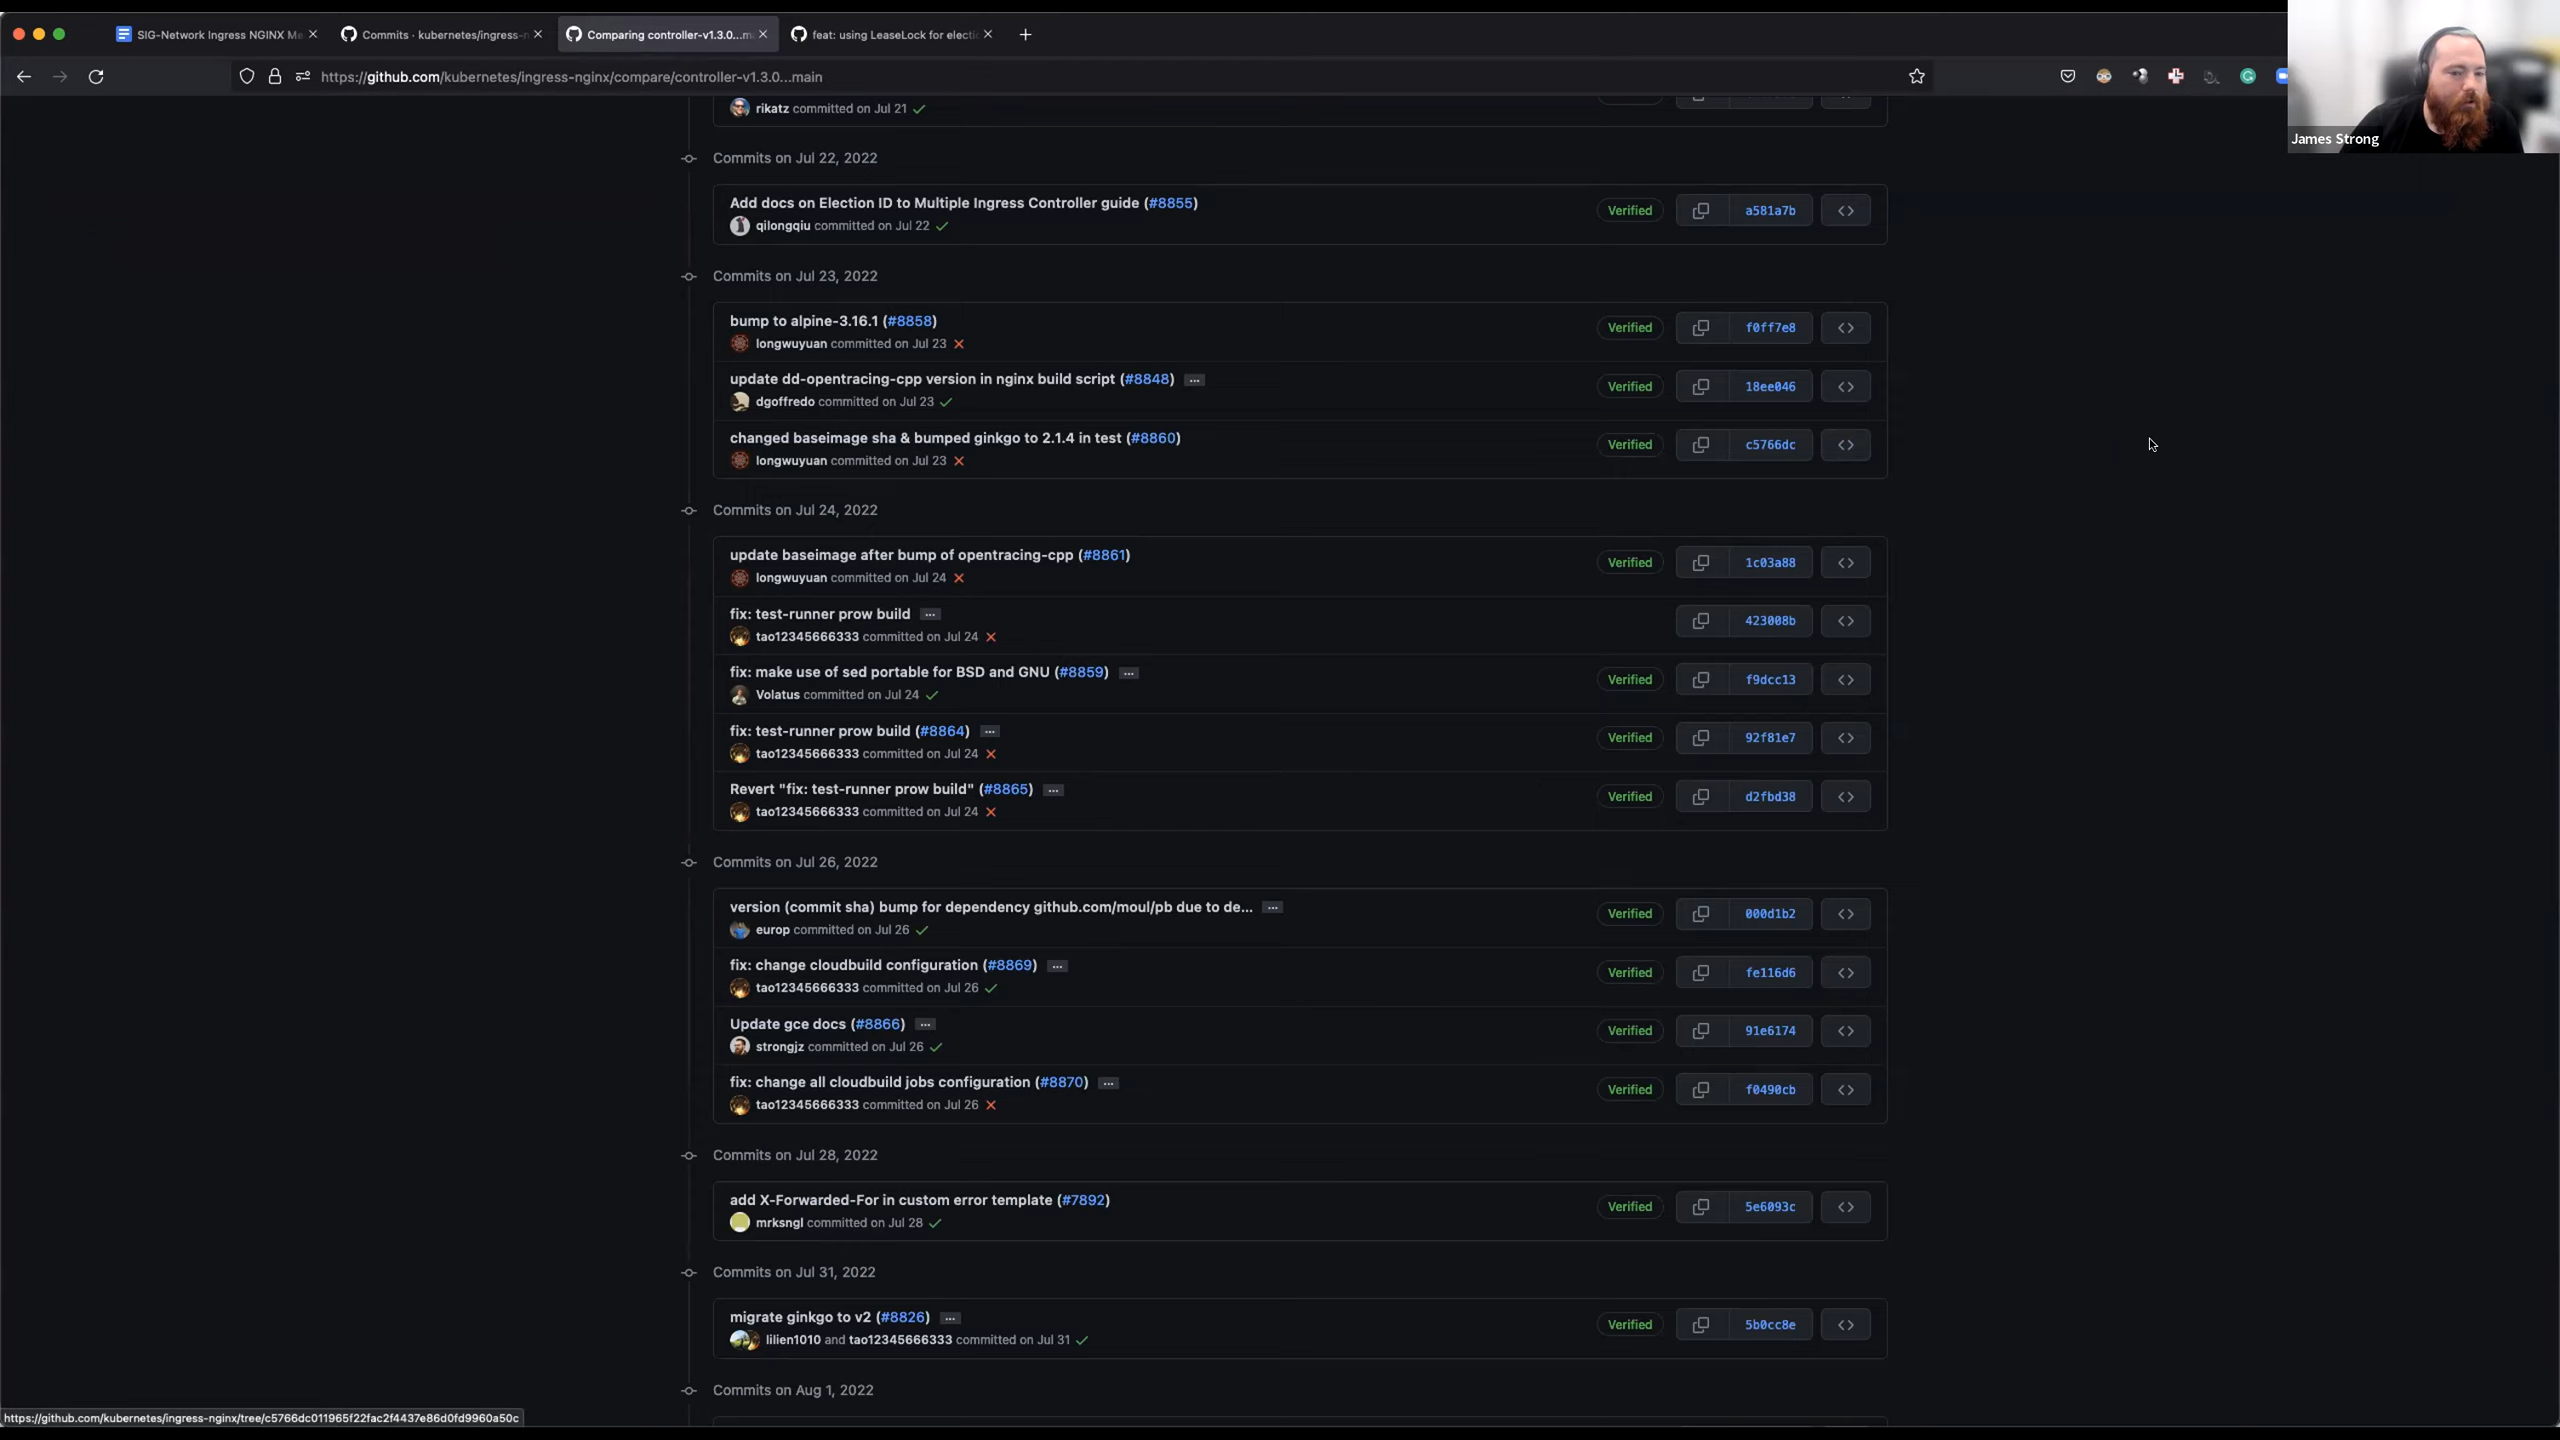 SIG-Network Ingress NGINX Me
Commits · kubernetes/ingress-n
Comparing controller-v1.3.0...m
feat: using LeaseLock for electi
https://github.com/kubernetes/ingress-nginx/compare/controller-v1.3.0...main
James Strong
rikatz committed on Jul 21
Commits on Jul 22, 2022
Add docs on Election ID to Multiple Ingress Controller guide (#8855)
Verified
a581a7b
qilongqiu committed on Jul 22
Commits on Jul 23, 2022
bump to alpine-3.16.1 (#8858)
Verified
f0ff7e8
longwuyuan committed on Jul 23
update dd-opentracing-cpp version in nginx build script (#8848) ...
Verified
18ee046
dgoffredo committed on Jul 23
changed baseimage sha & bumped ginkgo to 2.1.4 in test (#8860)
Verified
c5766dc
longwuyuan committed on Jul 23
Commits on Jul 24, 2022
update baseimage after bump of opentracing-cpp (#8861)
Verified
1c03a88
longwuyuan committed on Jul 24
fix: test-runner prow build ...
423008b
tao12345666333 committed on Jul 24
fix: make use of sed portable for BSD and GNU (#8859) ...
Verified
f9dcc13
Volatus committed on Jul 24
fix: test-runner prow build (#8864) ...
Verified
92f81e7
tao12345666333 committed on Jul 24
Revert "fix: test-runner prow build" (#8865) ...
Verified
d2fbd38
tao12345666333 committed on Jul 24
Commits on Jul 26, 2022
version (commit sha) bump for dependency github.com/moul/pb due to de... ...
Verified
000d1b2
europ committed on Jul 26
fix: change cloudbuild configuration (#8869) ...
Verified
fe116d6
tao12345666333 committed on Jul 26
Update gce docs (#8866) ...
Verified
91e6174
strongjz committed on Jul 26
fix: change all cloudbuild jobs configuration (#8870) ...
Verified
f0490cb
tao12345666333 committed on Jul 26
Commits on Jul 28, 2022
add X-Forwarded-For in custom error template (#7892)
Verified
5e6093c
mrksngl committed on Jul 28
Commits on Jul 31, 2022
migrate ginkgo to v2 (#8826) ...
Verified
5b0cc8e
lilien1010 and tao12345666333 committed on Jul 31
Commits on Aug 1, 2022
https://github.com/kubernetes/ingress-nginx/tree/c5766dc011965f22fac2f4437e86d0fd9960a50c